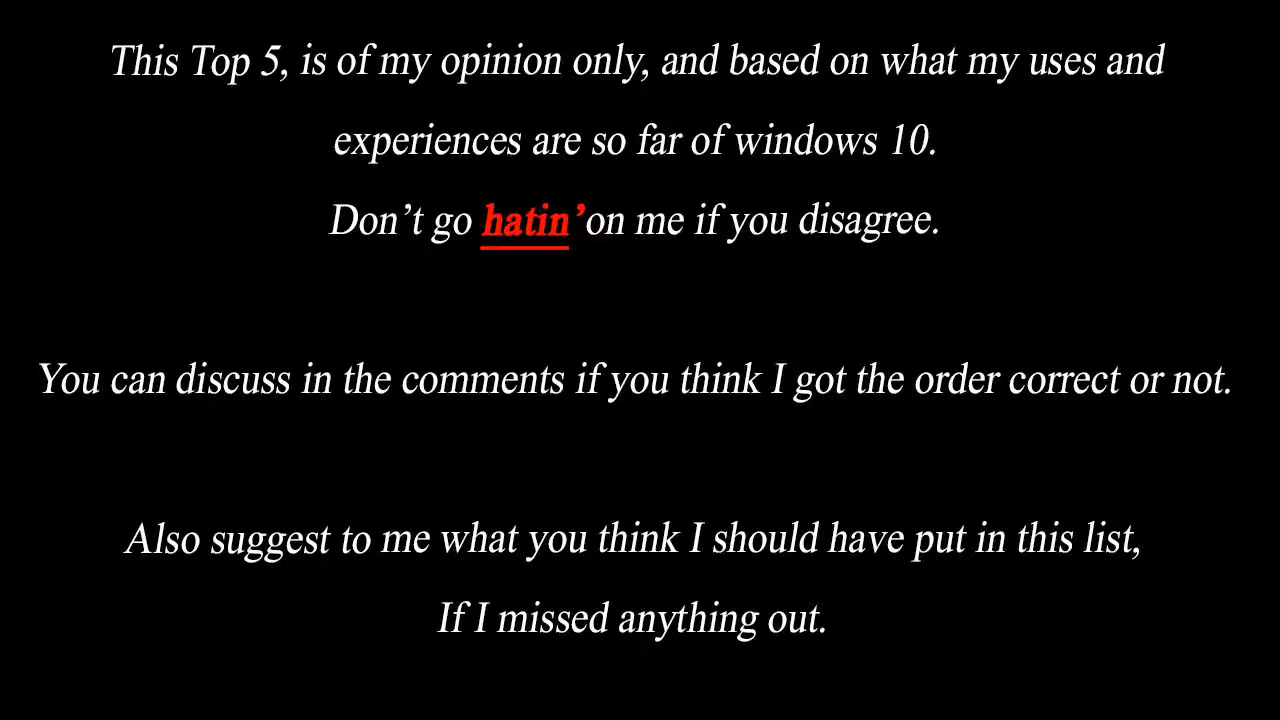 This Top 5, is of my opinion only, and based on what my uses and
experiences are so far of windows 10.
Don’t go hatin’ on me if you disagree.
You can discuss in the comments if you think I got the order correct or not.
Also suggest to me what you think I should have put in this list,
If I missed anything out.